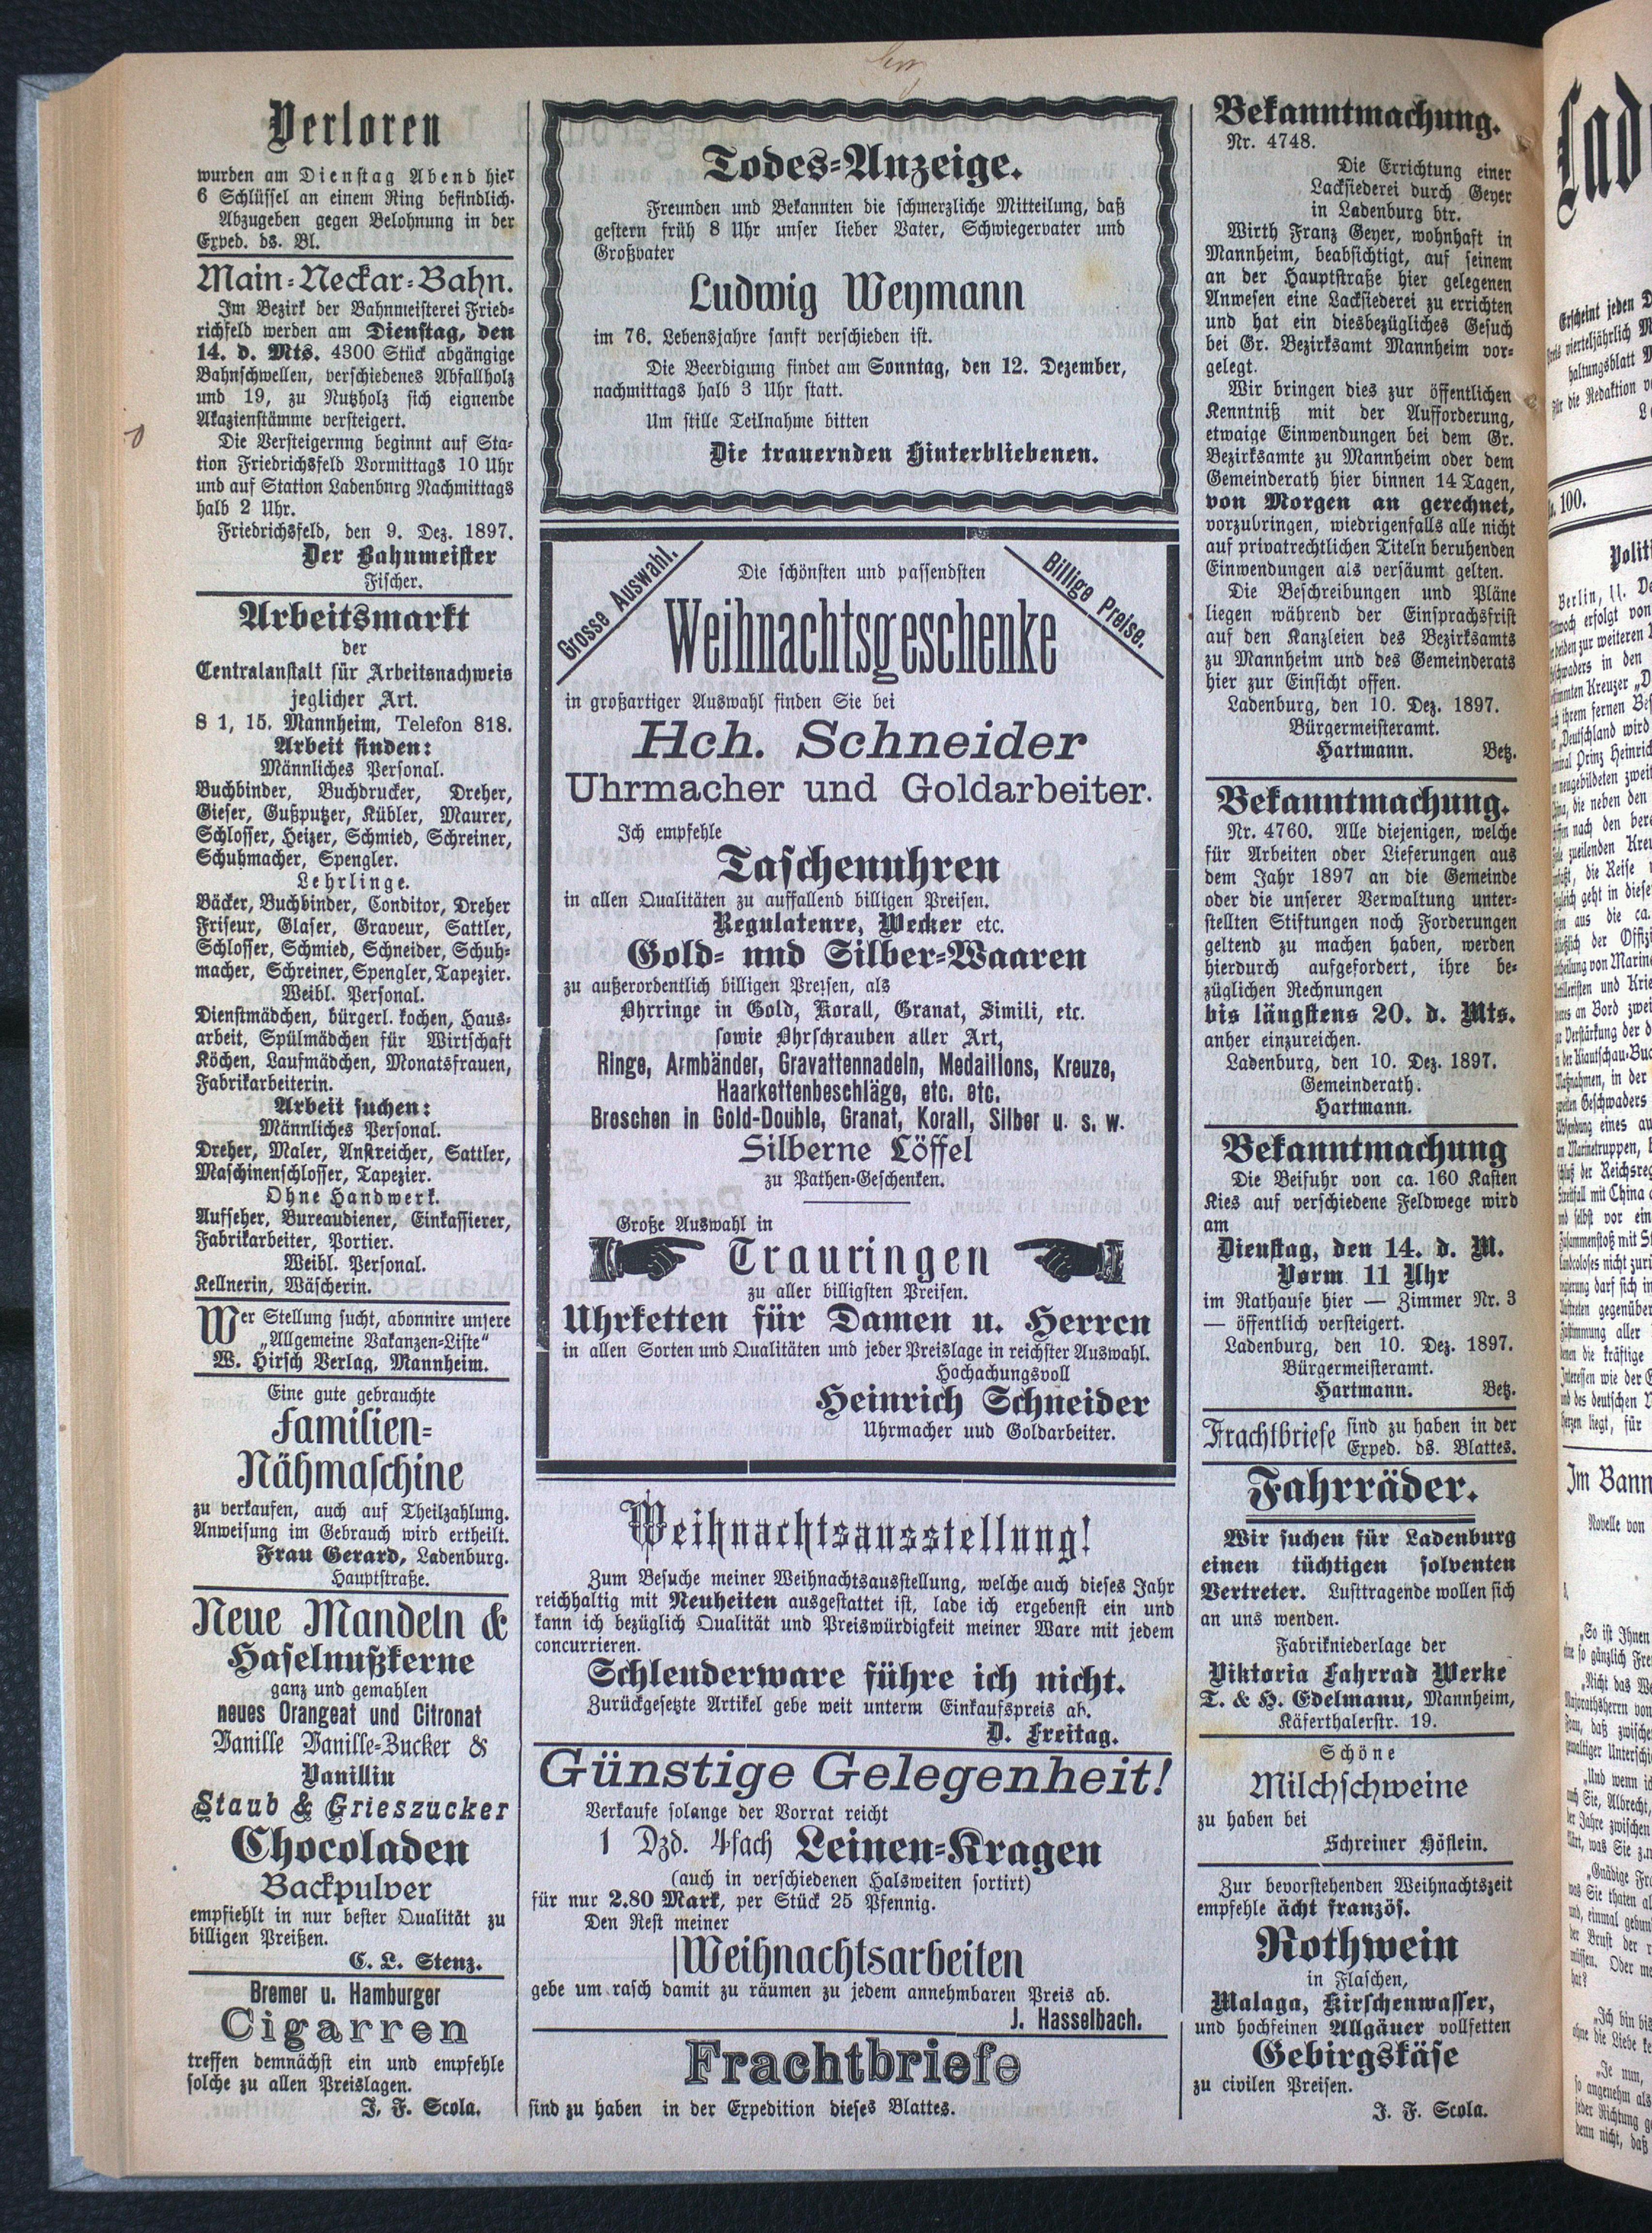 Verloren
wurden am Dienstag Abend hier
6 Schlüssel an einem Ring befindlich.
Abzugeben gegen Belohnung in der
Exped. ds. Bl.
Main-Neckar-Bahn.
Im Bezirk der Bahnmeisterei Fried-
richsfeld werden am Dienstag, den
14. d. Mts. 4300 Stück abgängige
Bahnschwellen, verschiedenes Abfallholz
und 19, zu Nutzholz sich eignende
Akazienstämme versteigert.
Die Versteigernng beginnt auf Sta-
tion Friedrichsfeld Vormittags 10 Uhr
und auf Station Ladenbnrg Nachmittags
halb 2 Uhr.
Friedrichsfeld, den 9. Dez. 1897.
Der Bahnmeister
Fischer.
Arbeitsmarkt
der
Centralanstalt für Arbeitsnachweis
jeglicher Art.
S 1, 15. Mannheim, Telefon 818.
Arbeit finden:
Männliches Personal.
Buchbinder, Buchdrucker, Dreher,
Gieser, Gußputzer, Kübler, Maurer,
Schlosser, Heizer, Schmied, Schreiner,
Schuhmacher, Spengler.
Lehrlinge.
Bäcker, Buchbinder, Conditor, Dreher
Friseur, Glaser, Graveur, Sattler,
Schlosser, Schmied, Schneider, Schuh-
macher, Schreiner, Spengler, Tapezier.
Weibl. Personal.
Dienstmädchen, bürgerl. kochen, Haus-
arbeit, Spülmädchen für Wirtschaft
Köchen, Laufmädchen, Monatsfrauen,
Fabrikarbeiterin.
Arbeit suchen:
Männliches Personal.
Dreher, Maler, Anstreicher, Sattler,
Maschinenschlosser, Tapezier.
Ohne Handwerk.
Aufseher, Bureaudiener, Einkassierer,
Fabrikarbeiter, Portier.
Weibl. Personal.
Kellnerin, Wäscherin.
Wer Stellung sucht, abonnire unsere
„Allgemeine Vakanzen-Liste“
W. Hirsch Verlag, Mannheim.
Eine gute gebrauchte
Familien-
Nähmaschine
zu verkaufen, auch auf Theilzahlung.
Anweisung im Gebrauch wird ertheilt.
Frau Gerard, Ladenburg.
Hauptstraße.
Neue Mandeln &
Haselnußkerne
ganz und gemahlen
neues Orangeat und Citronat
Vanille Vanille-Zucker &
Vanillin
Staub & Grieszucker
Chocoladen
Backpulver
empfiehlt in nur bester Qualität zu
billigen Preißen.
C. L. Stenz.
Bremer u. Hamburger
Cigarren
treffen demnächst ein und empfehle
solche zu allen Preislagen.
J. F. Scola.
Todes-Anzeige.
Freunden und Bekannten die schmerzliche Mitteilung, daß
gestern früh 8 Uhr unser lieber Vater, Schwiegervater und
Großvater
Ludwig Weymann
im 76. Lebensjahre sanft verschieden ist.
Die Beerdigung findet am Sonntag, den 12. Dezember,
nachmittags halb 3 Uhr statt.
Um stille Teilnahme bitten
Die trauernden Hinterbliebenen.
Grosse Auswahl.
Billige Preise.
Die schönsten und passendsten
Weihnachtsgeschenke
in großartiger Auswahl finden Sie bei
Hch. Schneider
Uhrmacher und Goldarbeiter.
Ich empfehle
Taschenuhren
in allen Qualitäten zu auffallend billigen Preisen.
Regulateure, Wecker etc.
Gold- und Silber-Waaren
zu außerordentlich billigen Preisen, als
Ohrringe in Gold, Korall, Granat, Simili, etc.
sowie Ohrschrauben aller Art,
Ringe, Armbänder, Gravattennadeln, Medaillons, Kreuze,
Haarkettenbeschläge, etc. etc.
Broschen in Gold-Double, Granat, Korall, Silber u. s. w.
Silberne Löffel
zu Pathen-Geschenken.
Große Auswahl in
Trauringen
zu aller billigsten Preisen.
Uhrketten für Damen u. Herren
in allen Sorten und Qualitäten und jeder Preislage in reichster Auswahl.
Hochachungsvoll
Heinrich Schneider
Uhrmacher uud Goldarbeiter.
Weihnachtsausstellung!
Zum Besuche meiner Weihnachtsausstellung, welche auch dieses Jahr
reichhaltig mit Neuheiten ausgestattet ist, lade ich ergebenst ein und
kann ich bezüglich Qualität und Preiswürdigkeit meiner Ware mit jedem
concurrieren.
Schleuderware führe ich nicht.
Zurückgesetzte Artikel gebe weit unterm Einkaufspreis ab.
D. Freitag.
Günstige Gelegenheit!
Verkaufe solange der Vorrat reicht
1 Dzd. 4fach Leinen-Kragen
(auch in verschiedenen Halsweiten sortirt)
für nur 2.80 Mark, per Stück 25 Pfennig.
Den Rest meiner
Weihnachtsarbeiten
gebe um rasch damit zu räumen zu jedem annehmbaren Preis ab.
J. Hasselbach.
Frachtbriefe
sind zu haben in der Expedition dieses Blattes.
Bekanntmachung.
Nr. 4748.
Die Errichtung einer
Lacksiederei durch Geyer
in Ladenburg btr.
Wirth Franz Geyer, wohnhaft in
Mannheim, beabsichtigt, auf seinem
an der Hauptstraße hier gelegenen
Anwesen eine Lacksiederei zu errichten
und hat ein diesbezügliches Gesuch
bei Gr. Bezirksamt Mannheim vor-
gelegt.
Wir bringen dies zur öffentlichen
Kenntniß mit der Aufforderung,
etwaige Einwendungen bei dem Gr.
Bezirksamte zu Mannheim oder dem
Gemeinderath hier binnen 14 Tagen,
von Morgen an gerechnet,
vorzubringen, wiedrigenfalls alle nicht
auf privatrechtlichen Titeln beruhenden
Einwendungen als versäumt gelten.
Die Beschreibungen und Pläne
liegen während der Einsprachsfrist
auf den Kanzleien des Bezirksamts
zu Mannheim und des Gemeinderats
hier zur Einsicht offen.
Ladenburg, den 10. Dez. 1897.
Bürgermeisteramt.
Hartmann. Betz.
Bekanntmachung.
Nr. 4760. Alle diejenigen, welche
für Arbeiten oder Lieferungen aus
dem Jahr 1897 an die Gemeinde
oder die unserer Verwaltung unter-
stellten Stiftungen noch Forderungen
geltend zu machen haben, werden
hierdurch aufgefordert, ihre be-
züglichen Rechnungen
bis längstens 20. d. Mts.
anher einzureichen.
Ladenburg, den 10. Dez. 1897.
Gemeinderath.
Hartmann.
Bekanntmachung
Die Beifuhr von ca. 160 Kasten
Kies auf verschiedene Feldwege wird
am
Dienstag, den 14. d. M.
Vorm 11 Uhr
im Rathause hier — Zimmer Nr. 3
— öffentlich versteigert.
Ladenburg, den 10. Dez. 1897.
Bürgermeisteramt.
Hartmann. Betz.
Frachtbriefe sind zu haben in der
Exped. ds. Blattes.
Fahrräder.
Wir suchen für Ladenburg
einen tüchtigen solventen
Vertreter. Lusttragende wollen sich
an uns wenden.
Fabrikniederlage der
Viktoria Fahrrad Werke
T. & H. Edelmann, Mannheim,
Käferthalerstr. 19.
Schöne
Milchschweine
zu haben bei
Schreiner Höflein.
Zur bevorstehenden Weihnachtszeit
empfehle ächt französ.
Rothwein
in Flaschen,
Malaga, Kirschenwasser,
und hochfeinen Allgäuer vollfetten
Gebirgskäse
zu civilen Preisen.
J. F. Scola.
Lad
Erscheint jeden
vierteljährlich
haltungsblatt
für die Redaktion
100.
Berlin, 11.
Im Bann
Novelle von